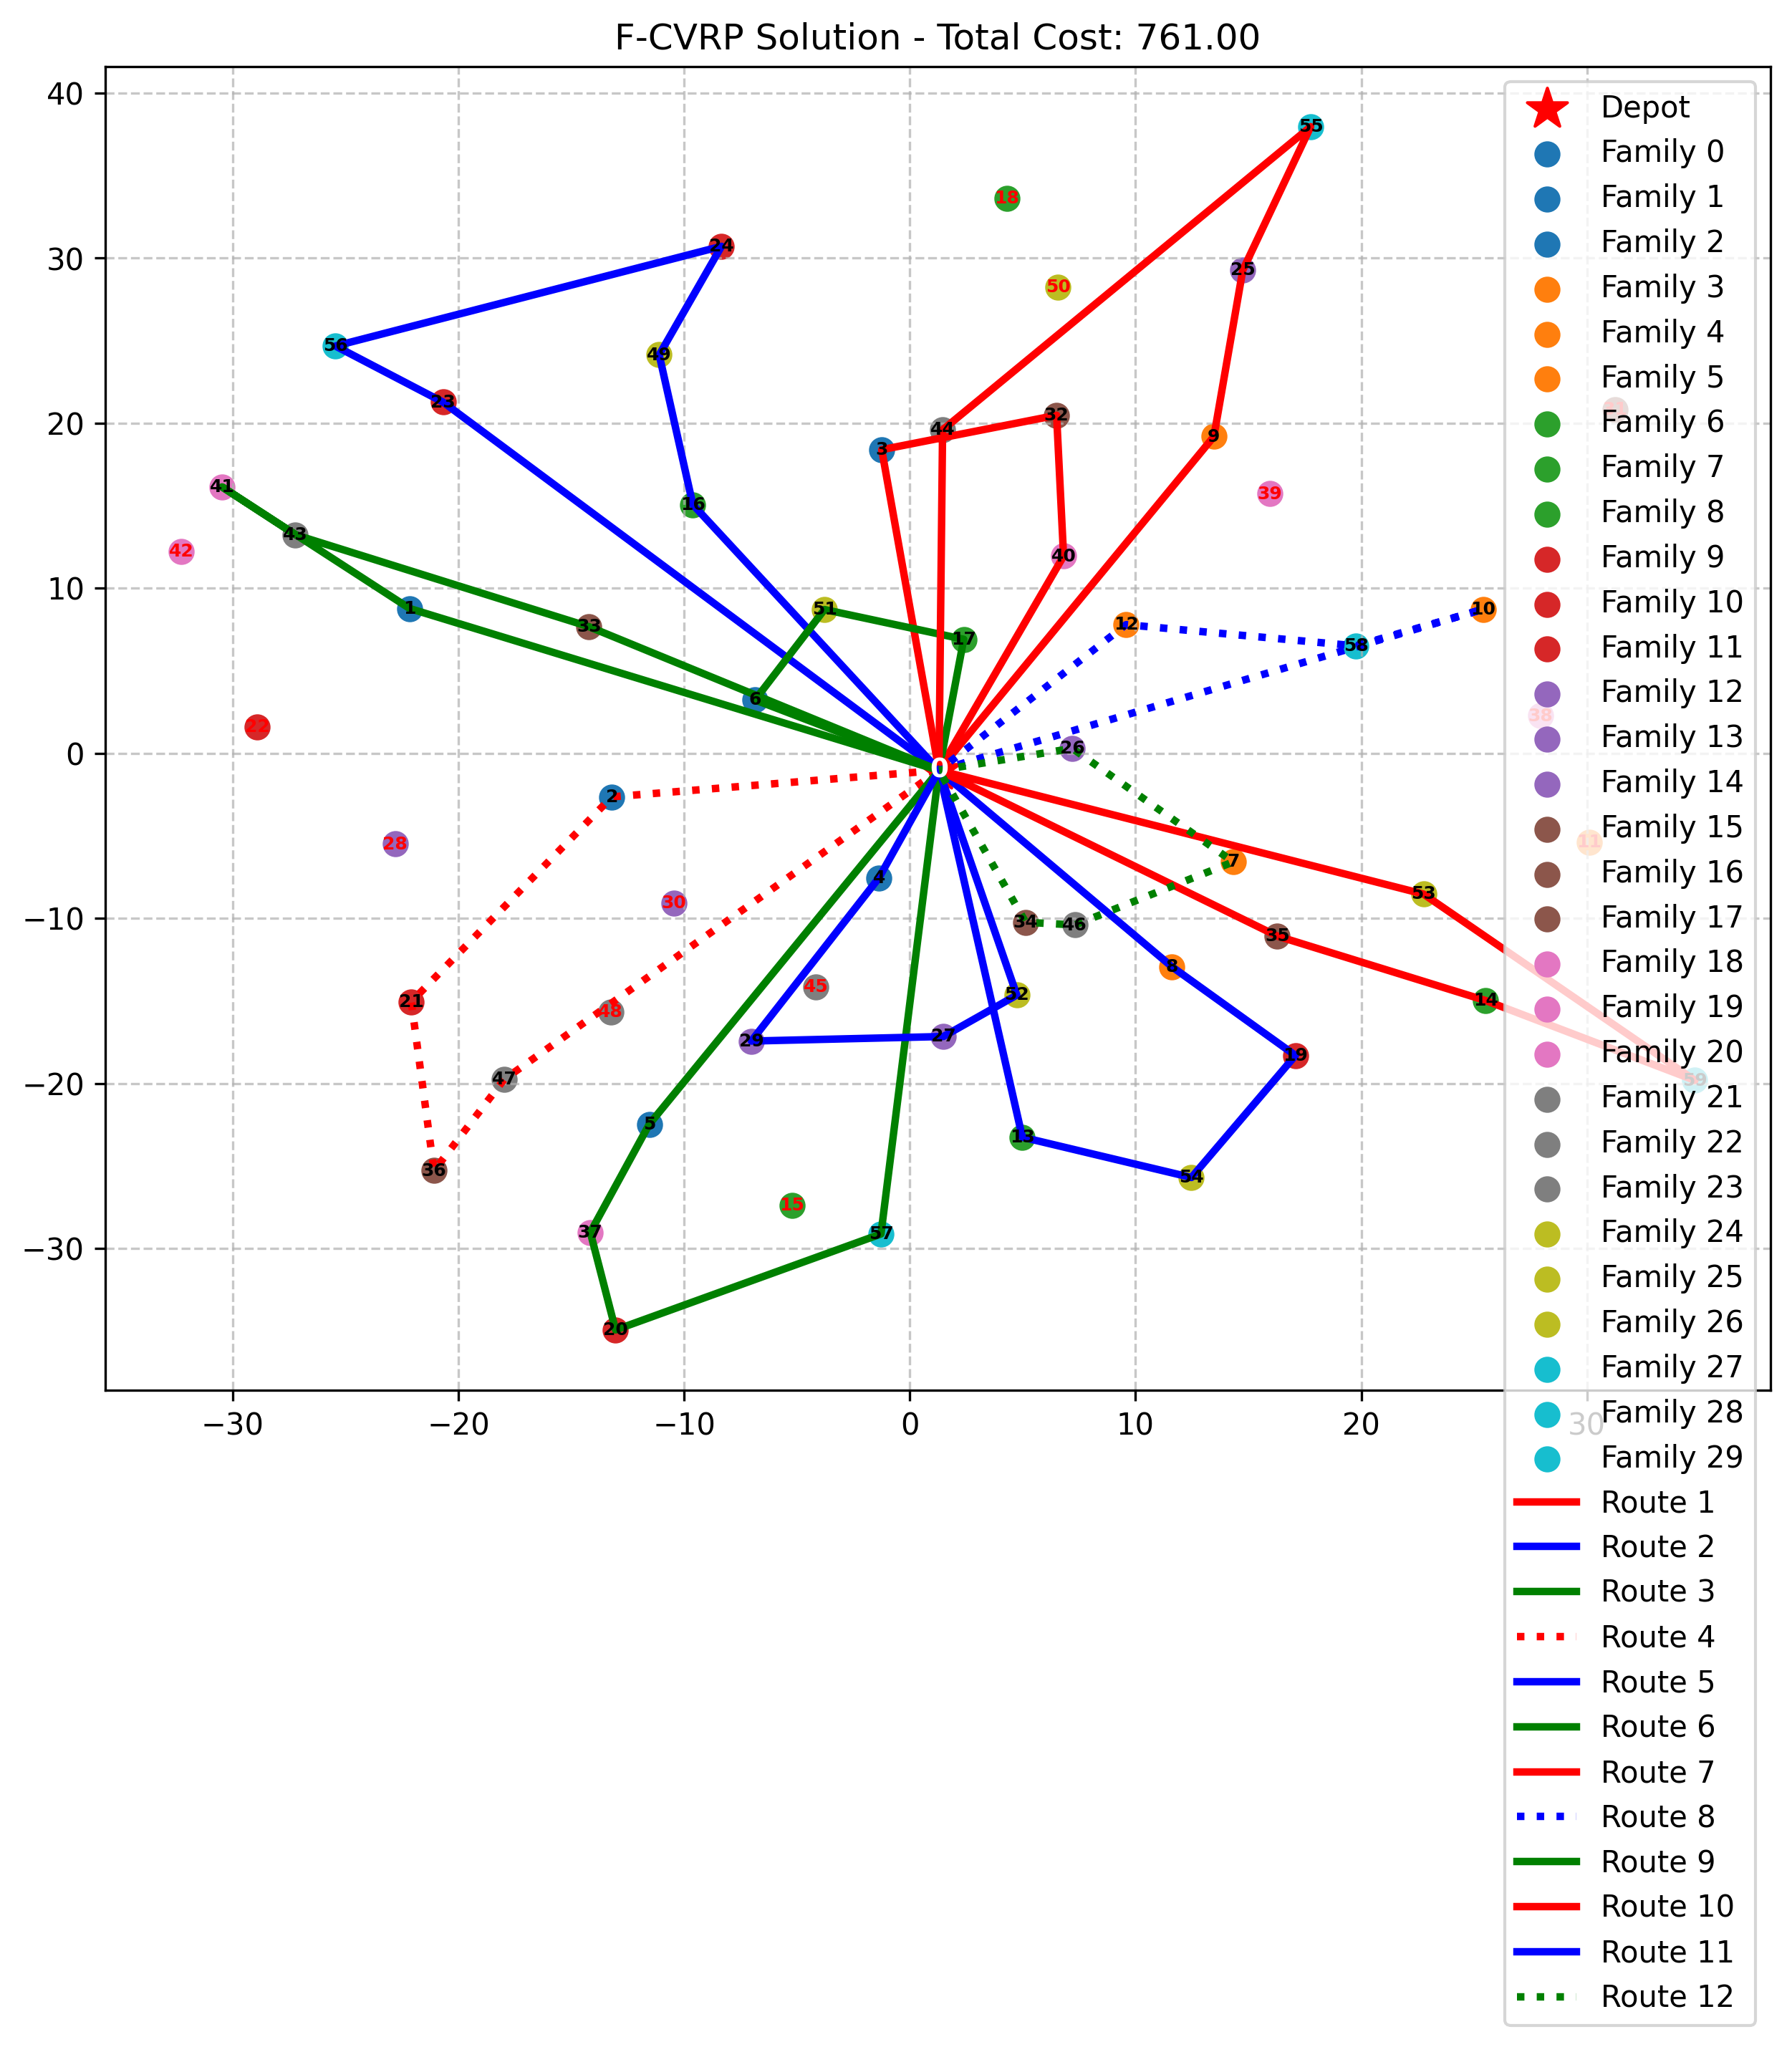 F-CVRP Solution - Total Cost: 761.00
40
30
20
10
0
−10
−20
−30
−30
−20
−10
0
10
20
30
55
18
24
25
50
56
49
23
44
32
9
3
41
16
39
43
42
40
1
51
12
10
33
17
58
6
38
22
26
0
2
28
11
7
4
53
30
34
46
35
8
45
52
21
48
14
29
27
19
47
59
5
13
36
54
15
37
57
20
Depot
Family 0
Family 1
Family 2
Family 3
Family 4
Family 5
Family 6
Family 7
Family 8
Family 9
Family 10
Family 11
Family 12
Family 13
Family 14
Family 15
Family 16
Family 17
Family 18
Family 19
Family 20
Family 21
Family 22
Family 23
Family 24
Family 25
Family 26
Family 27
Family 28
Family 29
Route 1
Route 2
Route 3
Route 4
Route 5
Route 6
Route 7
Route 8
Route 9
Route 10
Route 11
Route 12